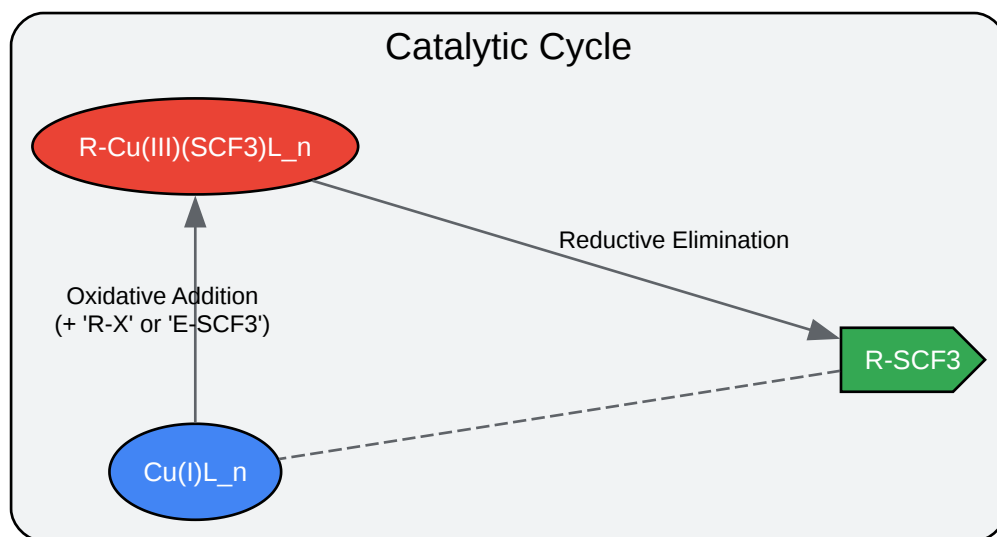 Catalytic Cycle
R-Cu(III)(SCF3)L_n
Reductive Elimination
Oxidative Addition
(+ 'R-X' or 'E-SCF3')
R-SCF3
Cu(I)L_n